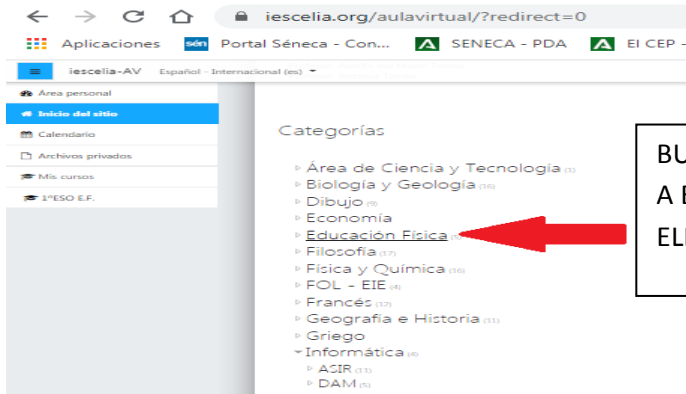 iescelia.org/aulavirtual/?redirect=0
Aplicaciones sén Portal Séneca - Con... SENECA - PDA El CEP -
iescelia-AV Español - Internacional (es)
Área personal
Inicio del sitio
Calendario
Archivos privados
Mis cursos
1ºESO E.F.
Categorías
Área de Ciencia y Tecnología (1)
Biología y Geología (16)
Dibujo (9)
Economía
Educación Física
Filosofía (17)
Física y Química (16)
FOL - EIE (4)
Francés (12)
Geografía e Historia (11)
Griego
Informática (4)
ASIR (11)
DAM (5)
BU
A E
ELI